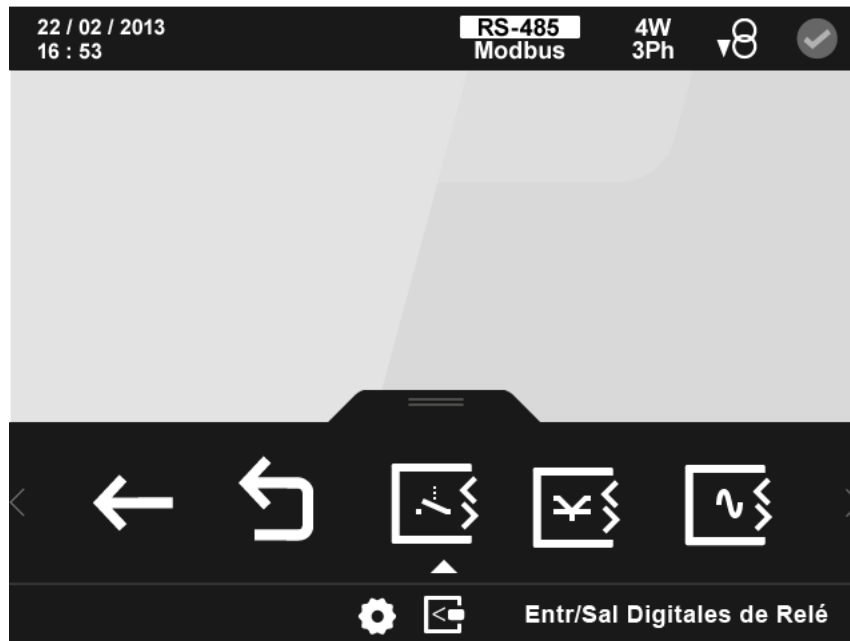 22 / 02 / 2013
16 : 53
RS-485
Modbus
4W
3Ph
Entr/Sal Digitales de Relé